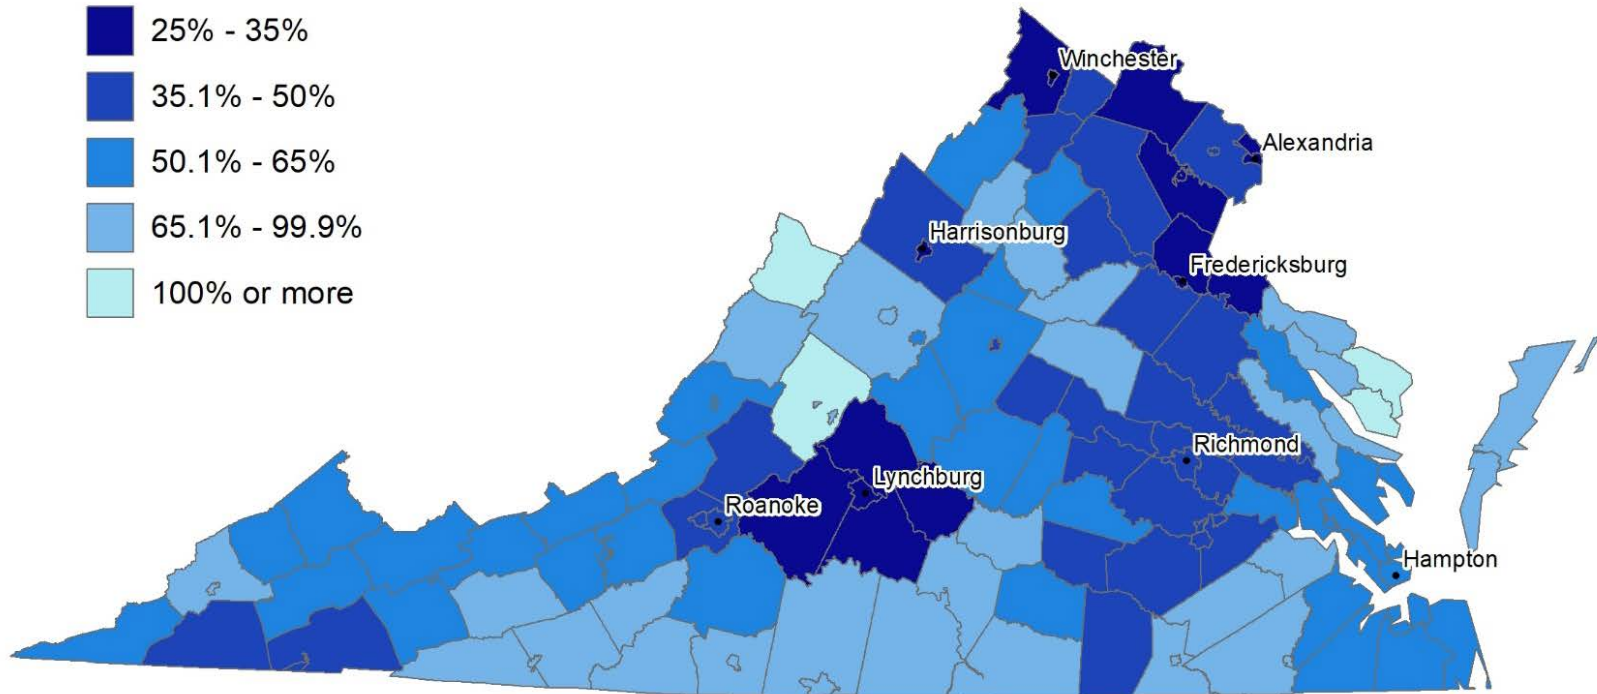 25% - 35%
35.1% - 50%
50.1% - 65%
65.1% - 99.9%
100% or more
Winchester
Alexandria
Harrisonburg
Fredericksburg
Richmond
Lynchburg
Roanoke
Hampton